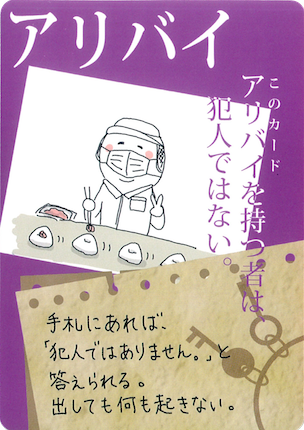 アリバイ
このカード
アリバイを持つ者は、
犯人ではない。
手札にあれば、
「犯人ではありません。」と
答えられる。
出しても何も起きない。